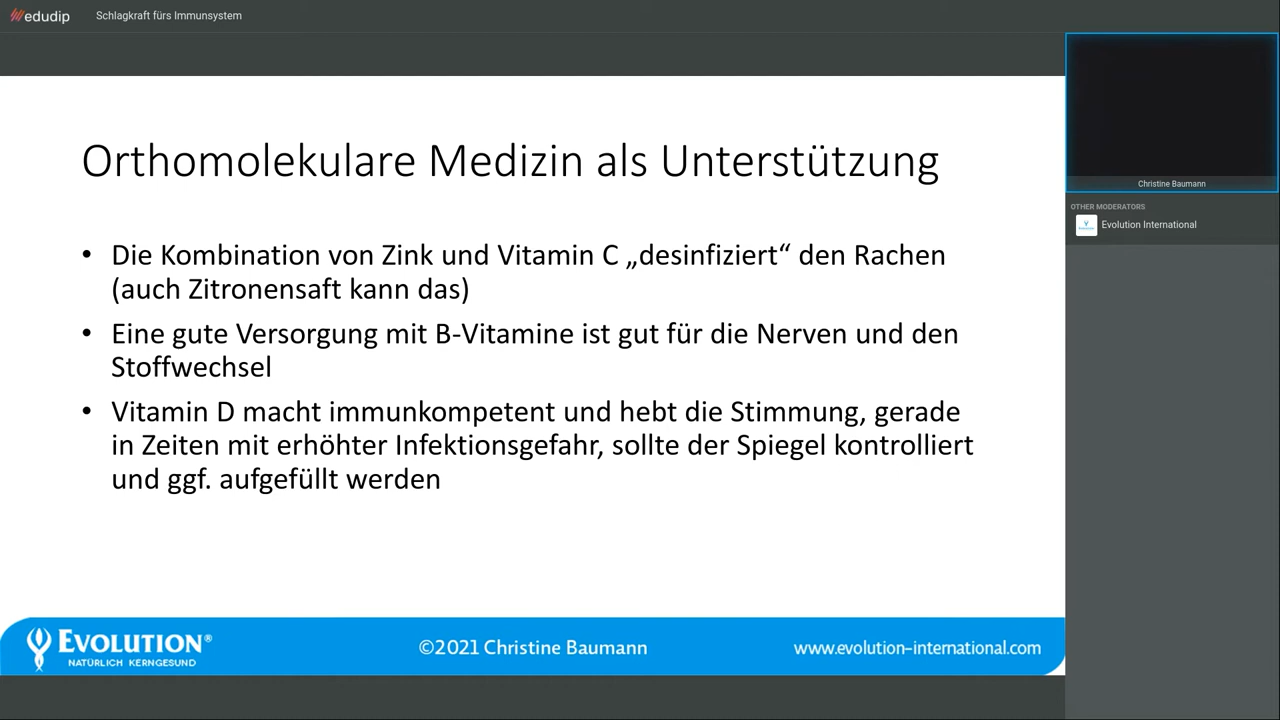 edudip
Schlagkraft fürs Immunsystem
Orthomolekulare Medizin als Unterstützung
• Die Kombination von Zink und Vitamin C „desinfiziert“ den Rachen
(auch Zitronensaft kann das)
• Eine gute Versorgung mit B-Vitamine ist gut für die Nerven und den
Stoffwechsel
• Vitamin D macht immunkompetent und hebt die Stimmung, gerade
in Zeiten mit erhöhter Infektionsgefahr, sollte der Spiegel kontrolliert
und ggf. aufgefüllt werden
EVOLUTION®
NATÜRLICH KERNGESUND
©2021 Christine Baumann
www.evolution-international.com
Christine Baumann
OTHER MODERATORS
Evolution International